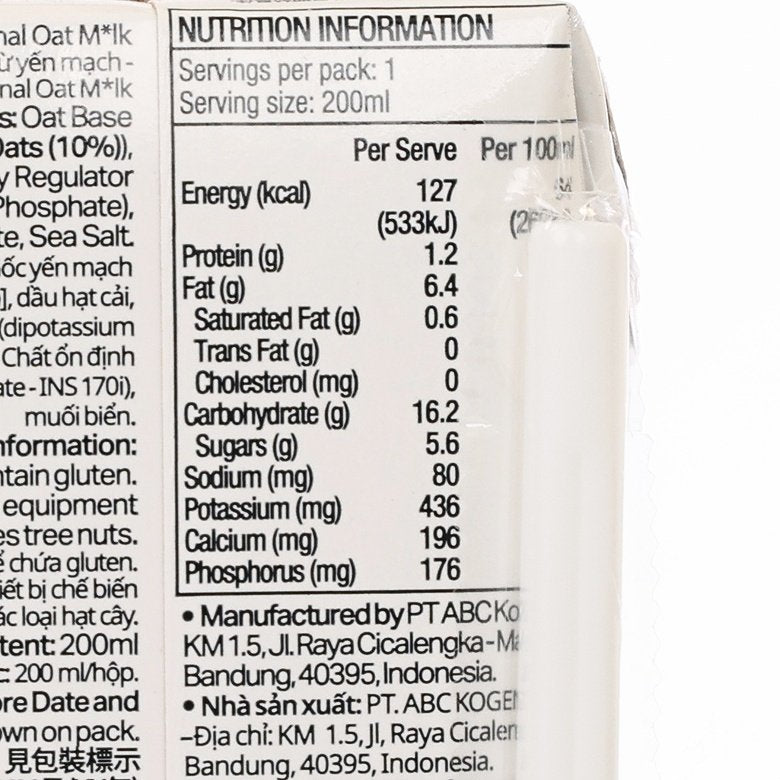 nal Oat M*lk
từ yến mạch -
nal Oat M*lk
s: Oat Base
Oats (10%)),
y Regulator
Phosphate),
te, Sea Salt.
ốc yến mạch
], dầu hạt cải,
(dipotassium
Chất ổn định
ate - INS 170i),
muối biển.
nformation:
ntain gluten.
equipment
es tree nuts.
ể chứa gluten.
iết bị chế biến
ác loại hạt cây.
tent: 200ml
c: 200 ml/hộp.
ore Date and
own on pack.
見包裝標示
NUTRITION INFORMATION
Servings per pack: 1
Serving size: 200ml
Per Serve Per 100ml
Energy (kcal) 127
(533kJ)
Protein (g) 1.2
Fat (g) 6.4
Saturated Fat (g) 0.6
Trans Fat (g) 0
Cholesterol (mg) 0
Carbohydrate (g) 16.2
Sugars (g) 5.6
Sodium (mg) 80
Potassium (mg) 436
Calcium (mg) 196
Phosphorus (mg) 176
• Manufactured by PT ABC Ko
KM 1.5, Jl. Raya Cicalengka - Ma
Bandung, 40395, Indonesia.
• Nhà sản xuất: PT. ABC KOGEN
–Địa chỉ: KM 1.5, Jl, Raya Cicalen
Bandung, 40395, Indonesia.